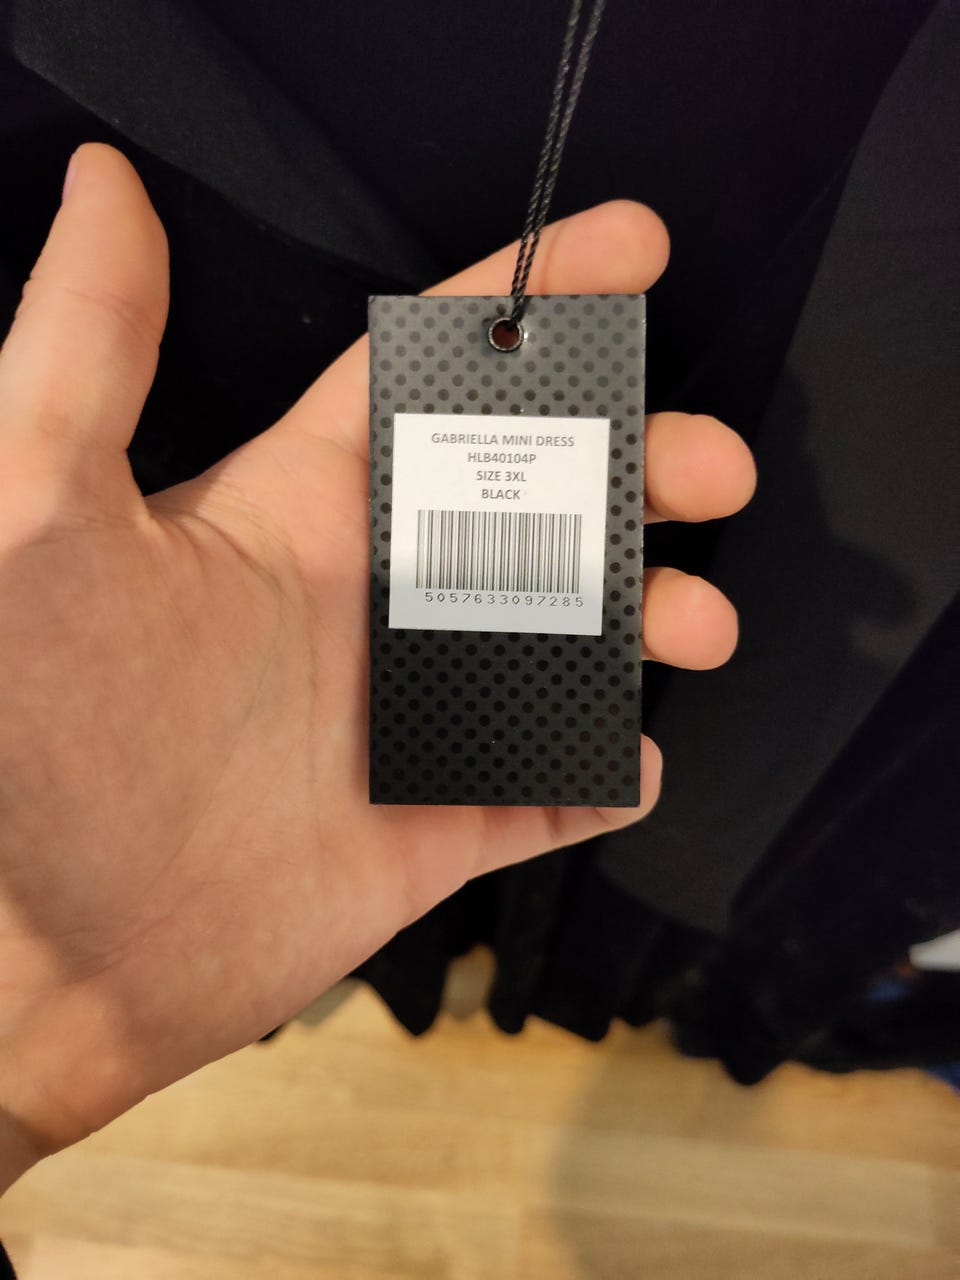 GABRIELLA MINI DRESS
HLB40104P
SIZE 3XL
BLACK
5057633097285